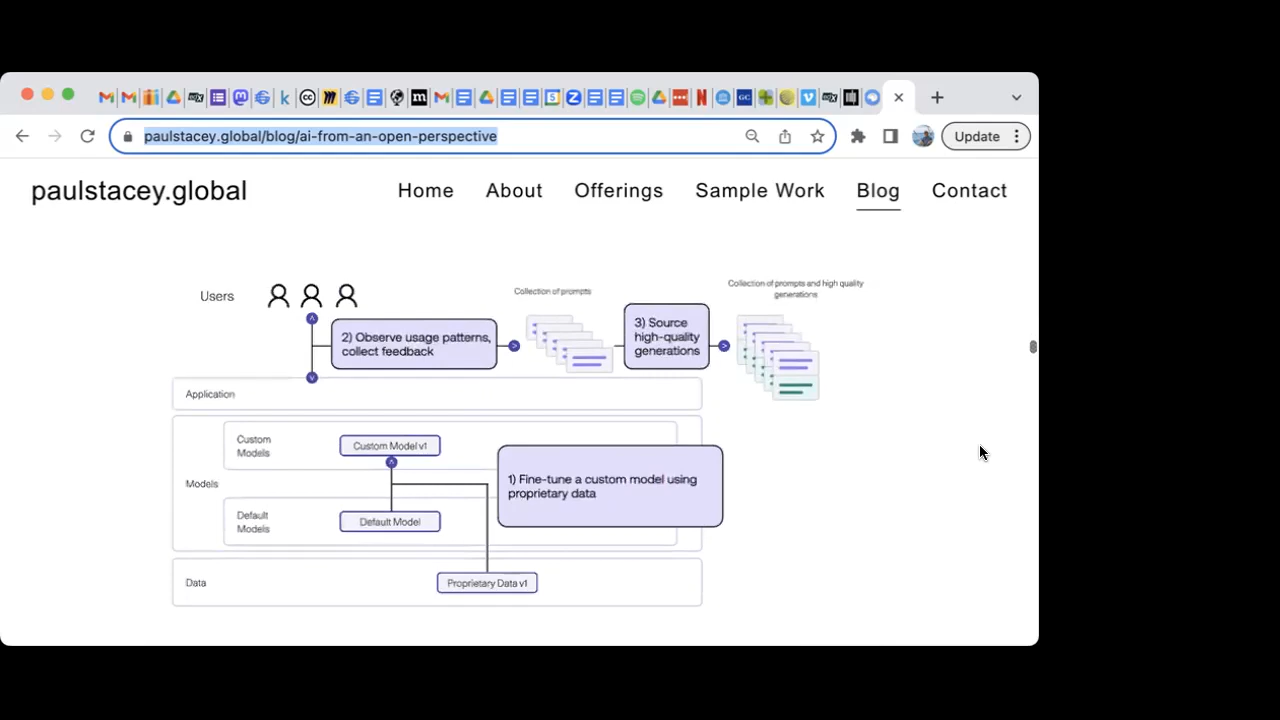 paulstacey.global/blog/ai-from-an-open-perspective
Update
paulstacey.global
Home
About
Offerings
Sample Work
Blog
Contact
Users
2) Observe usage patterns,
collect feedback
Collection of prompts
3) Source
high-quality
generations
Collection of prompts and high quality
generations
Application
Custom
Models
Custom Model v1
Models
1) Fine-tune a custom model using
proprietary data
Default
Models
Default Model
Data
Proprietary Data v1